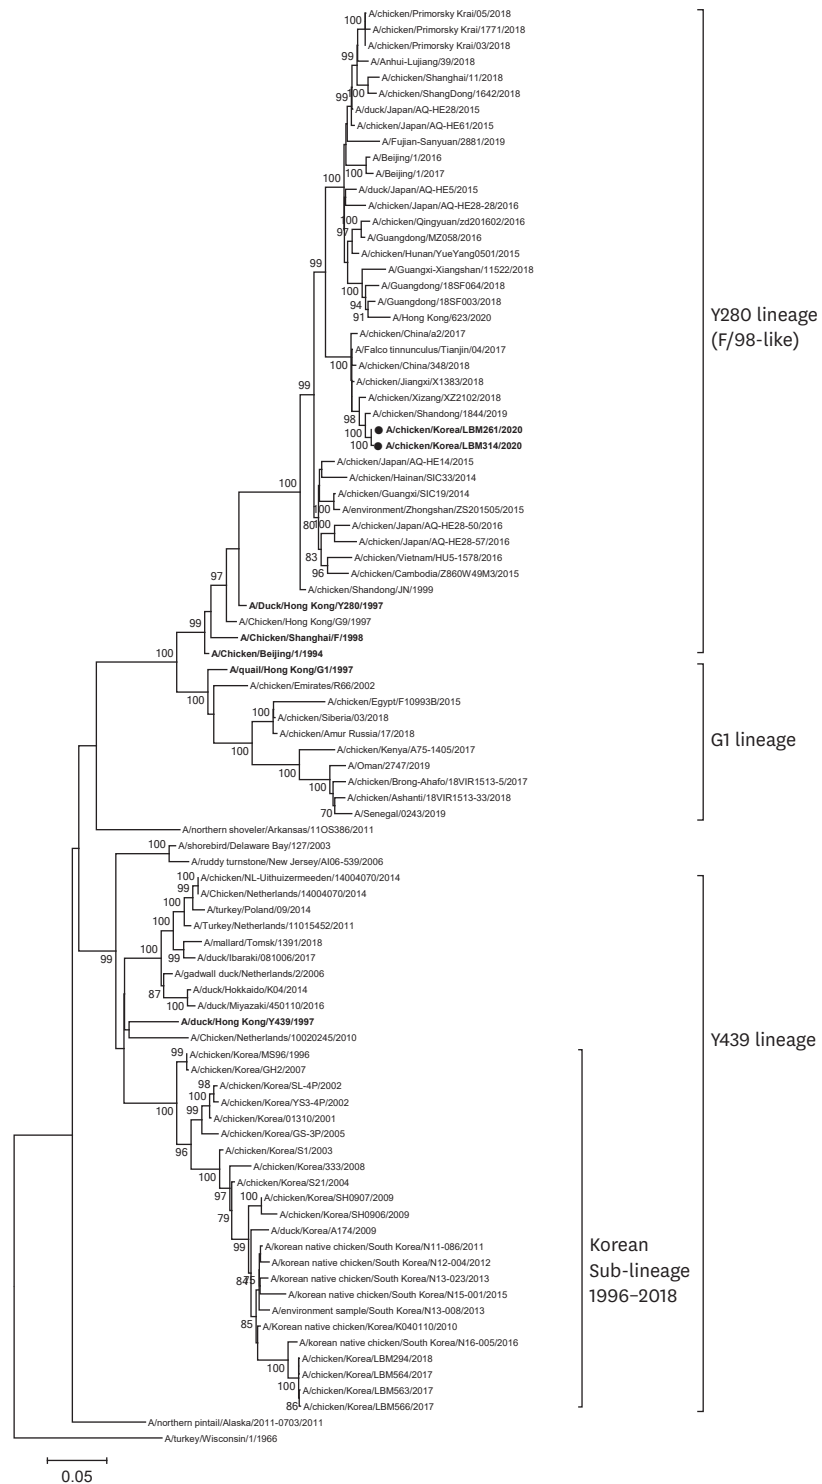 A/chicken/Primorsky Krai/05/2018
100
A/chicken/Primorsky Krai/1771/2018
A/chicken/Primorsky Krai/03/2018
99
A/Anhui-Lujiang/39/2018
A/chicken/Shanghai/11/2018
100
A/chicken/ShangDong/1642/2018
99
A/duck/Japan/AQ-HE28/2015
A/chicken/Japan/AQ-HE61/2015
A/Fujian-Sanyuan/2881/2019
A/Beijing/1/2016
100
A/Beijing/1/2017
100
A/duck/Japan/AQ-HE5/2015
A/chicken/Japan/AQ-HE28-28/2016
100
A/chicken/Qingyuan/zd201602/2016
97
A/Guangdong/MZ058/2016
A/chicken/Hunan/YueYang0501/2015
99
A/Guangxi-Xiangshan/11522/2018
A/Guangdong/18SF064/2018
100
A/Guangdong/18SF003/2018
94
A/Hong Kong/623/2020
91
Y280 lineage
(F/98-like)
A/chicken/China/a2/2017
A/Falco tinnunculus/Tianjin/04/2017
100
A/chicken/China/348/2018
A/chicken/Jiangxi/X1383/2018
99
A/chicken/Xizang/XZ2102/2018
A/chicken/Shandong/1844/2019
98
A/chicken/Korea/LBM261/2020
100
A/chicken/Korea/LBM314/2020
100
A/chicken/Japan/AQ-HE14/2015
A/chicken/Hainan/SIC33/2014
100
A/chicken/Guangxi/SIC19/2014
A/environment/Zhongshan/ZS201505/2015
100
80
100
A/chicken/Japan/AQ-HE28-50/2016
A/chicken/Japan/AQ-HE28-57/2016
83
A/chicken/Vietnam/HU5-1578/2016
96
A/chicken/Cambodia/Z860W49M3/2015
97
A/chicken/Shandong/JN/1999
A/Duck/Hong Kong/Y280/1997
99
A/Chicken/Hong Kong/G9/1997
A/Chicken/Shanghai/F/1998
100
A/Chicken/Beijing/1/1994
A/quail/Hong Kong/G1/1997
A/chicken/Emirates/R66/2002
100
A/chicken/Egypt/F10993B/2015
100
A/chicken/Siberia/03/2018
A/chicken/Amur Russia/17/2018
G1 lineage
100
A/chicken/Kenya/A75-1405/2017
A/Oman/2747/2019
100
A/chicken/Brong-Ahafo/18VIR1513-5/2017
100
A/chicken/Ashanti/18VIR1513-33/2018
70
A/Senegal/0243/2019
A/northern shoveler/Arkansas/11OS386/2011
100
A/shorebird/Delaware Bay/127/2003
A/ruddy turnstone/New Jersey/AI06-539/2006
100
A/chicken/NL-Uithuizermeeden/14004070/2014
99
A/Chicken/Netherlands/14004070/2014
100
A/turkey/Poland/09/2014
100
A/Turkey/Netherlands/11015452/2011
100
A/mallard/Tomsk/1391/2018
99
A/duck/Ibaraki/081006/2017
99
A/gadwall duck/Netherlands/2/2006
A/duck/Hokkaido/K04/2014
87
100
A/duck/Miyazaki/450110/2016
A/duck/Hong Kong/Y439/1997
A/Chicken/Netherlands/10020245/2010
Y439 lineage
99
A/chicken/Korea/MS96/1996
A/chicken/Korea/GH2/2007
98
A/chicken/Korea/SL-4P/2002
100
A/chicken/Korea/YS3-4P/2002
100
99
A/chicken/Korea/01310/2001
A/chicken/Korea/GS-3P/2005
96
A/chicken/Korea/S1/2003
A/chicken/Korea/333/2008
100
A/chicken/Korea/S21/2004
97
100
A/chicken/Korea/SH0907/2009
79
A/chicken/Korea/SH0906/2009
A/duck/Korea/A174/2009
99
A/korean native chicken/South Korea/N11-086/2011
A/korean native chicken/South Korea/N12-004/2012
84
75
A/korean native chicken/South Korea/N13-023/2013
A/korean native chicken/South Korea/N15-001/2015
A/environment sample/South Korea/N13-008/2013
85
A/Korean native chicken/Korea/K040110/2010
A/korean native chicken/South Korea/N16-005/2016
A/chicken/Korea/LBM294/2018
100
A/chicken/Korea/LBM564/2017
100
A/chicken/Korea/LBM563/2017
86
A/chicken/Korea/LBM566/2017
Korean
Sub-lineage
1996–2018
A/northern pintail/Alaska/2011-0703/2011
A/turkey/Wisconsin/1/1966
0.05